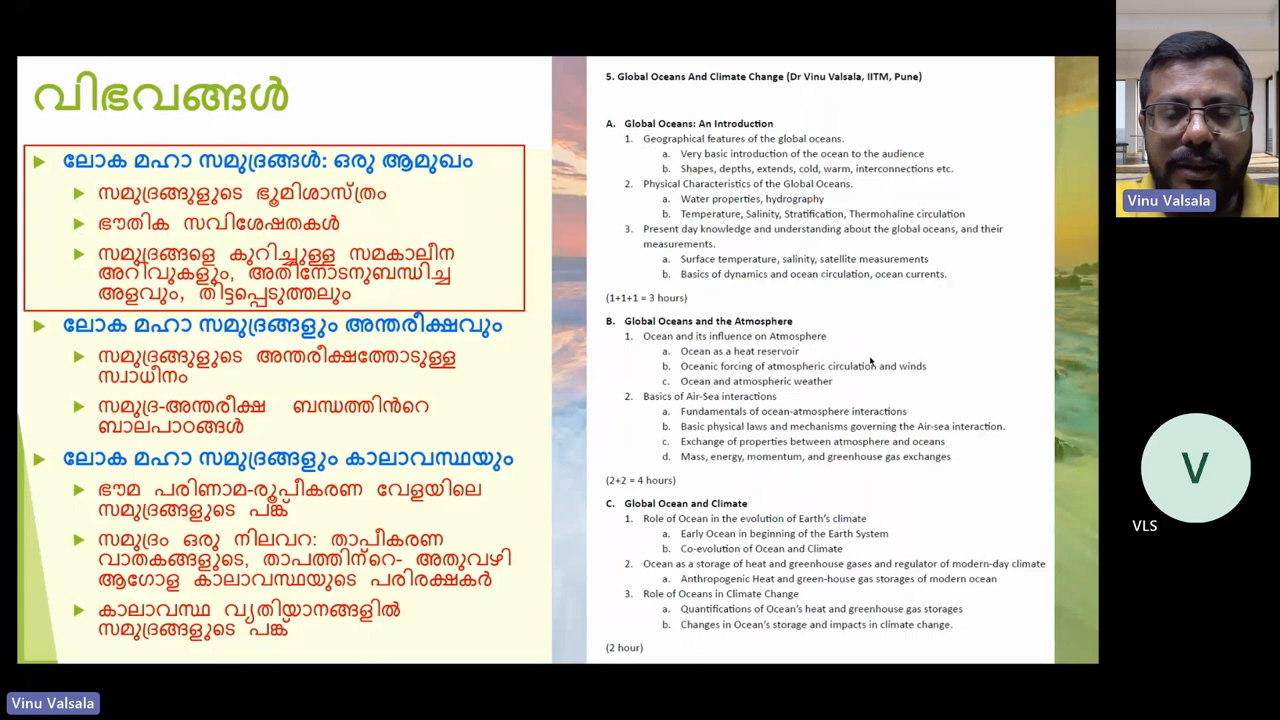 വിഭവങ്ങൾ
ലോക മഹാ സമുദ്രങ്ങൾ: ഒരു ആമുഖം
സമുദ്രങ്ങുളുടെ ഭൂമിശാസ്ത്രം
ഭൗതിക സവിശേഷതകൾ
സമുദ്രങ്ങളെ കുറിച്ചുള്ള സമകാലീന
അറിവുകളും, അതിനോടനുബന്ധിച്ച
അളവും, തിട്ടപ്പെടുത്തലും
ലോക മഹാ സമുദ്രങ്ങളും അന്തരീക്ഷവും
സമുദ്രങ്ങുളുടെ അന്തരീക്ഷത്തോടുള്ള
സ്വാധീനം
സമുദ്ര-അന്തരീക്ഷ ബന്ധത്തിൻറെ
ബാലപാഠങ്ങൾ
ലോക മഹാ സമുദ്രങ്ങളും കാലാവസ്ഥയും
ഭൗമ പരിണാമ-രൂപീകരണ വേളയിലെ
സമുദ്രങ്ങളുടെ പങ്ക്
സമുദ്രം ഒരു നിലവറ: താപീകരണ
വാതകങ്ങളുടെ, താപത്തിന്റെ- അതുവഴി
ആഗോള കാലാവസ്ഥയുടെ പരിരക്ഷകർ
കാലാവസ്ഥ വ്യതിയാനങ്ങളിൽ
സമുദ്രങ്ങളുടെ പങ്ക്
5. Global Oceans And Climate Change (Dr Vinu Valsala, IITM, Pune)
A. Global Oceans: An Introduction
1. Geographical features of the global oceans.
a. Very basic introduction of the ocean to the audience
b. Shapes, depths, extends, cold, warm, interconnections etc.
2. Physical Characteristics of the Global Oceans.
a. Water properties, hydrography
b. Temperature, Salinity, Stratification, Thermohaline circulation
3. Present day knowledge and understanding about the global oceans, and their
measurements.
a. Surface temperature, salinity, satellite measurements
b. Basics of dynamics and ocean circulation, ocean currents.
(1+1+1 = 3 hours)
B. Global Oceans and the Atmosphere
1. Ocean and its influence on Atmosphere
a. Ocean as a heat reservoir
b. Oceanic forcing of atmospheric circulation and winds
c. Ocean and atmospheric weather
2. Basics of Air-Sea interactions
a. Fundamentals of ocean-atmosphere interactions
b. Basic physical laws and mechanisms governing the Air-sea interaction.
c. Exchange of properties between atmosphere and oceans
d. Mass, energy, momentum, and greenhouse gas exchanges
(2+2 = 4 hours)
C. Global Ocean and Climate
1. Role of Ocean in the evolution of Earth's climate
a. Early Ocean in beginning of the Earth System
b. Co-evolution of Ocean and Climate
2. Ocean as a storage of heat and greenhouse gases and regulator of modern-day climate
a. Anthropogenic Heat and green-house gas storages of modern ocean
3. Role of Oceans in Climate Change
a. Quantifications of Ocean's heat and greenhouse gas storages
b. Changes in Ocean's storage and impacts in climate change.
(2 hour)
Vinu Valsala
V
VLS
Vinu Valsala